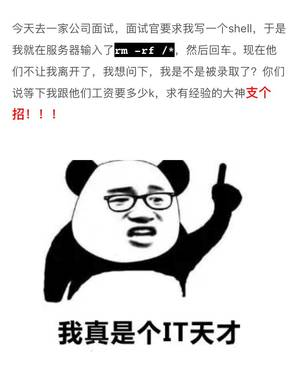 今天去一家公司面试，面试官要求我写一个shell，于是
我就在服务器输入了rm -rf /*，然后回车。现在他
们不让我离开了，我想问下，我是不是被录取了？你们
说等下我跟他们工资要多少k，求有经验的大神支个
招！！！
我真是个IT天才